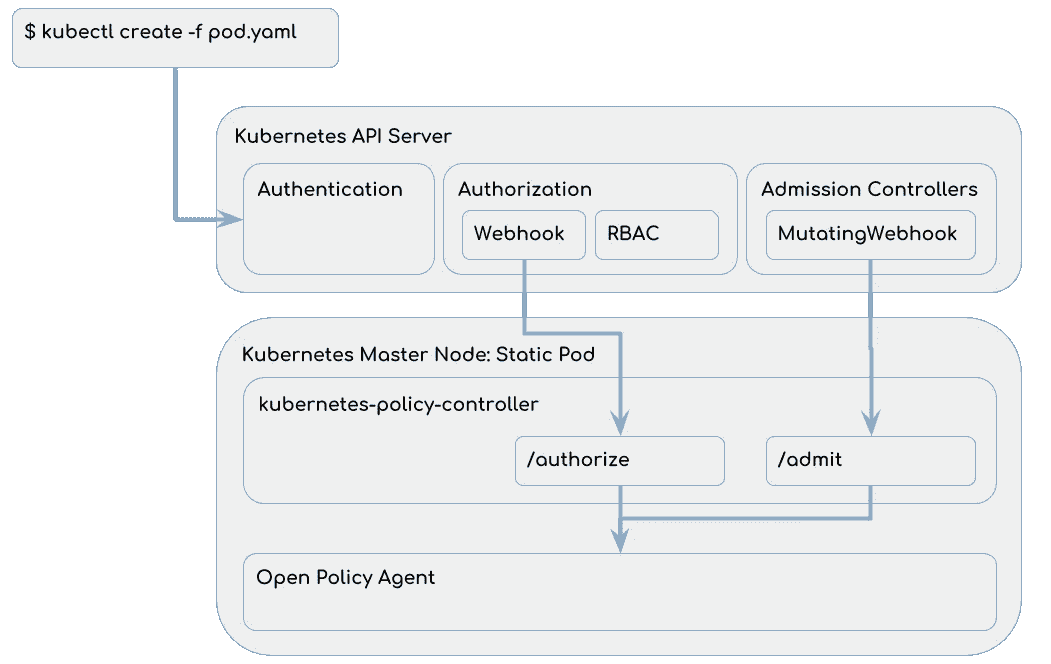 $ kubectl create -f pod.yaml
Kubernetes API Server
Authentication
Authorization
Webhook
RBAC
Admission Controllers
MutatingWebhook
Kubernetes Master Node: Static Pod
kubernetes-policy-controller
/authorize
/admit
Open Policy Agent